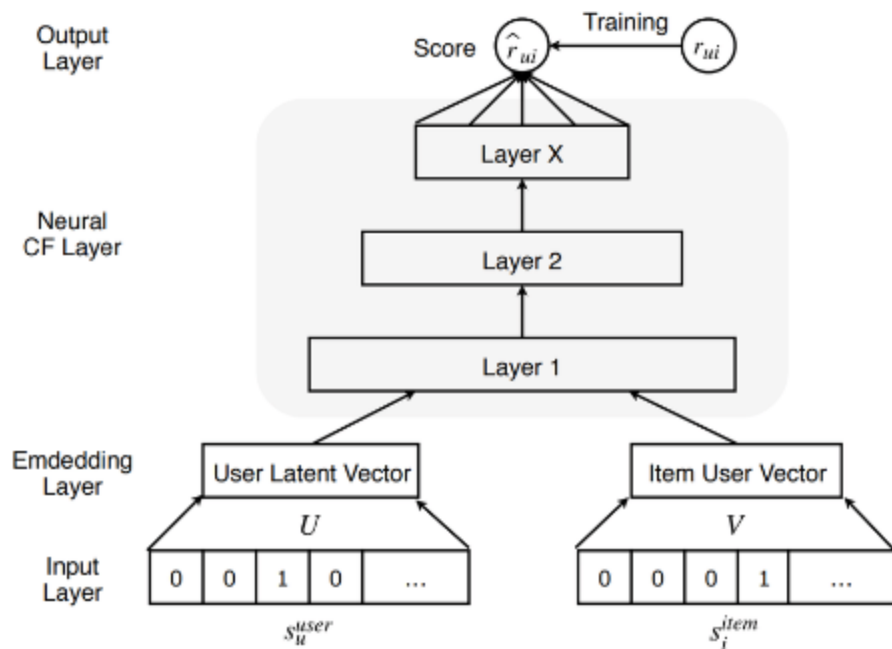 Output
Layer
Score
r̂ui
Training
rui
Layer X
Neural
CF Layer
Layer 2
Layer 1
Emdedding
Layer
User Latent Vector
Item User Vector
U
V
Input
Layer
0 0 1 0 ...
0 0 0 1 ...
s_u^user
s_i^item